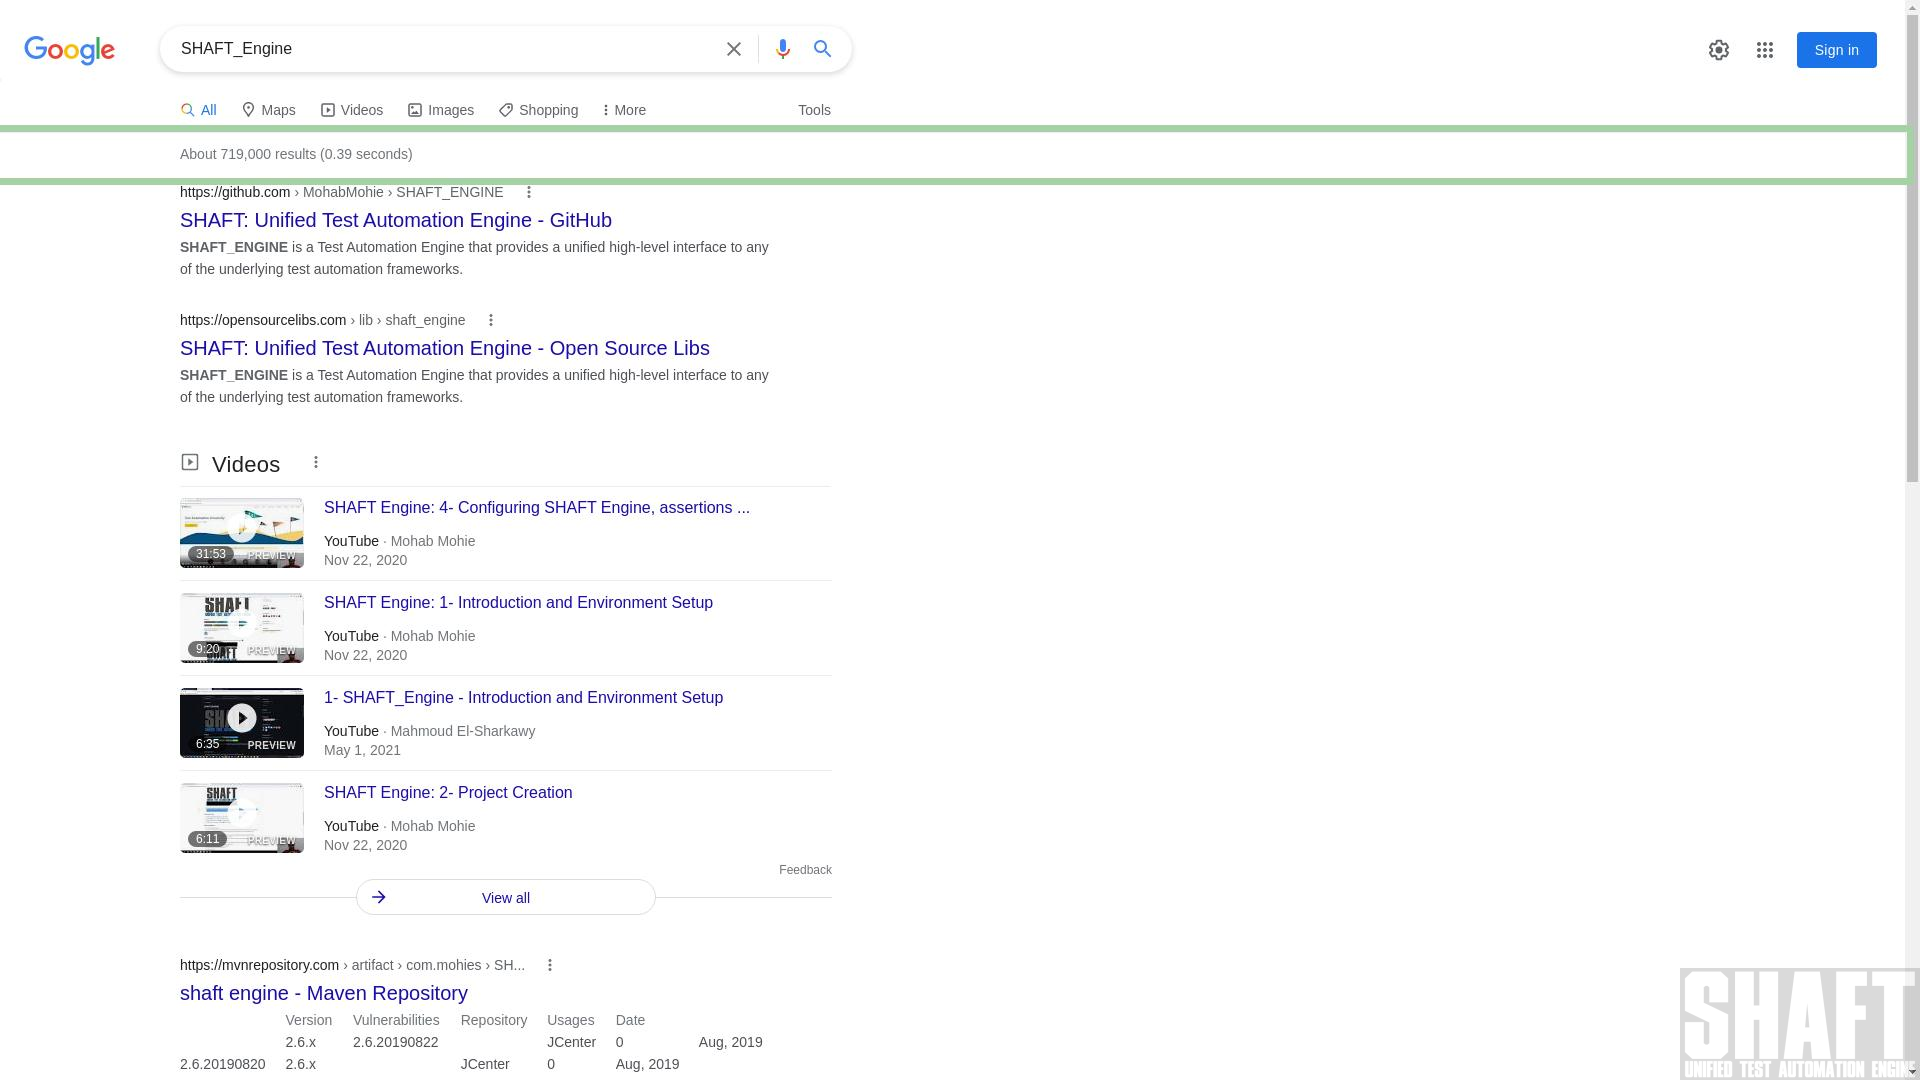 Google
SHAFT_Engine
Sign in
All
Maps
Videos
Images
Shopping
More
Tools
About 719,000 results (0.39 seconds)
https://github.com › MohabMohie › SHAFT_ENGINE
SHAFT: Unified Test Automation Engine - GitHub
SHAFT_ENGINE is a Test Automation Engine that provides a unified high-level interface to any
of the underlying test automation frameworks.
https://opensourcelibs.com › lib › shaft_engine
SHAFT: Unified Test Automation Engine - Open Source Libs
SHAFT_ENGINE is a Test Automation Engine that provides a unified high-level interface to any
of the underlying test automation frameworks.
Videos
SHAFT Engine: 4- Configuring SHAFT Engine, assertions ...
YouTube · Mohab Mohie
Nov 22, 2020
31:53 PREVIEW
SHAFT Engine: 1- Introduction and Environment Setup
YouTube · Mohab Mohie
Nov 22, 2020
SHAFT
9:20 PREVIEW
1- SHAFT_Engine - Introduction and Environment Setup
YouTube · Mahmoud El-Sharkawy
May 1, 2021
6:35 PREVIEW
SHAFT Engine: 2- Project Creation
YouTube · Mohab Mohie
Nov 22, 2020
SHAFT
6:11 PREVIEW
Feedback
View all
https://mvnrepository.com › artifact › com.mohies › SH...
shaft engine - Maven Repository
Version Vulnerabilities Repository Usages Date
2.6.x 2.6.20190822 JCenter 0 Aug, 2019
2.6.20190820 2.6.x JCenter 0 Aug, 2019
SHAFT
UNIFIED TEST AUTOMATION ENGINE